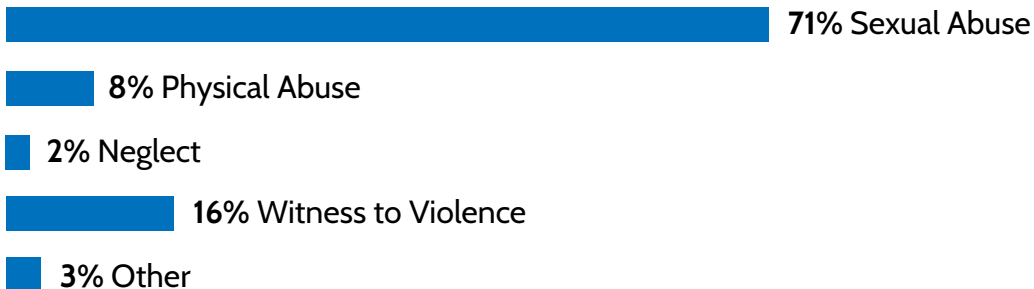 71% Sexual Abuse
8% Physical Abuse
2% Neglect
16% Witness to Violence
3% Other